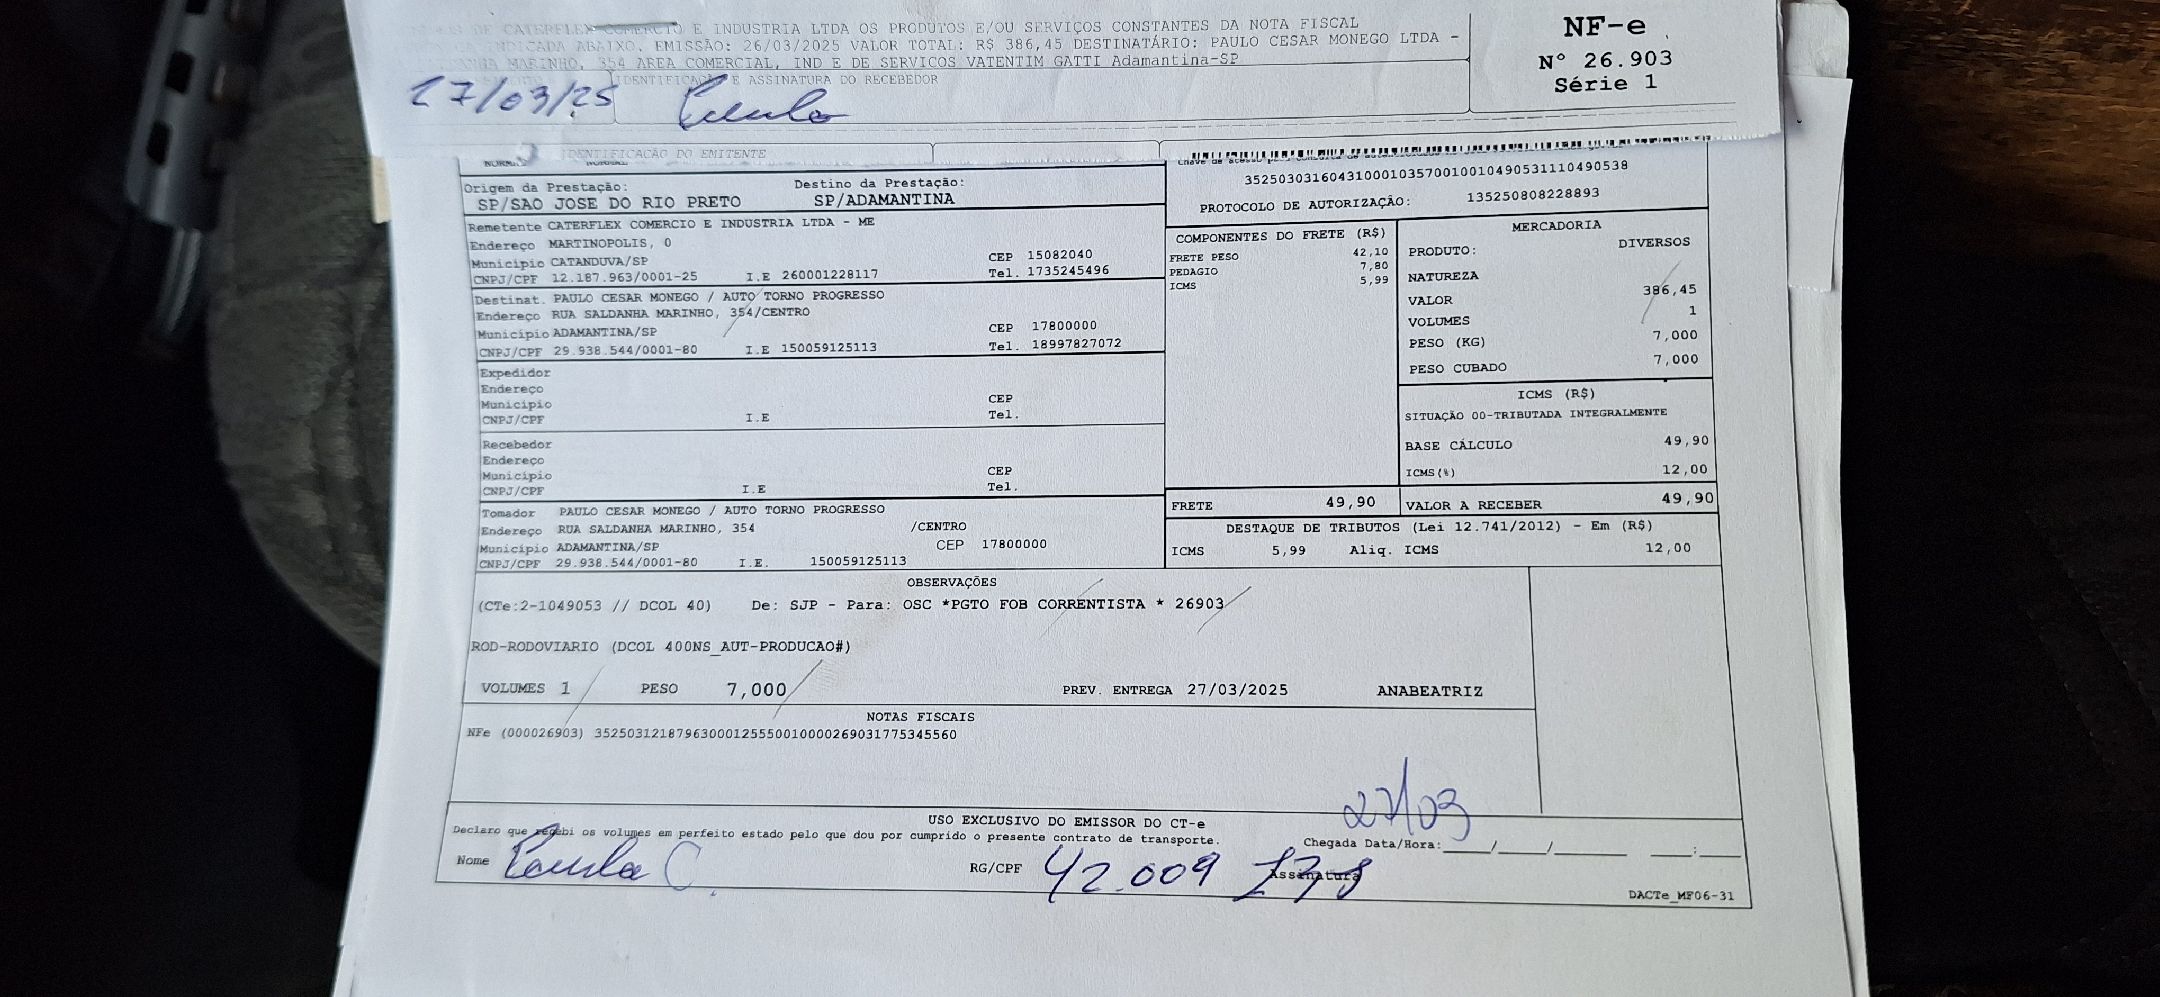 DE CATERFLEX COMERCIO E INDUSTRIA LTDA OS PRODUTOS E/OU SERVIÇOS CONSTANTES DA NOTA FISCAL
INDICADA ABAIXO. EMISSÃO: 26/03/2025 VALOR TOTAL: R$ 386,45 DESTINATÁRIO: PAULO CESAR MONEGO LTDA -
MARINHO, 354 AREA COMERCIAL, IND E DE SERVICOS VATENTIM GATTI Adamantina-SP
IDENTIFICAÇÃO E ASSINATURA DO RECEBEDOR
27/03/25
NF-e
Nº 26.903
Série 1
IDENTIFICAÇÃO DO EMITENTE
Origem da Prestação: Destino da Prestação:
SP/SAO JOSE DO RIO PRETO SP/ADAMANTINA
35250303160431000103570010010490531110490538
PROTOCOLO DE AUTORIZAÇÃO: 135250808228893
Remetente CATERFLEX COMERCIO E INDUSTRIA LTDA - ME
Endereço MARTINOPOLIS, 0
Município CATANDUVA/SP CEP 15082040
CNPJ/CPF 12.187.963/0001-25 I.E 260001228117 Tel. 1735245496
Destinat. PAULO CESAR MONEGO / AUTO TORNO PROGRESSO
Endereço RUA SALDANHA MARINHO, 354/CENTRO
Município ADAMANTINA/SP CEP 17800000
CNPJ/CPF 29.938.544/0001-80 I.E 150059125113 Tel. 18997827072
Expedidor
Endereço
Município CEP
CNPJ/CPF I.E Tel.
Recebedor
Endereço
Município CEP
CNPJ/CPF I.E Tel.
Tomador PAULO CESAR MONEGO / AUTO TORNO PROGRESSO
Endereço RUA SALDANHA MARINHO, 354 /CENTRO
Município ADAMANTINA/SP CEP 17800000
CNPJ/CPF 29.938.544/0001-80 I.E. 150059125113
COMPONENTES DO FRETE (R$)
FRETE PESO 42,10
PEDAGIO 7,80
ICMS 5,99
MERCADORIA
PRODUTO: DIVERSOS
NATUREZA
VALOR 386,45
VOLUMES 1
PESO (KG) 7,000
PESO CUBADO 7,000
ICMS (R$)
SITUAÇÃO 00-TRIBUTADA INTEGRALMENTE
BASE CÁLCULO 49,90
ICMS(%) 12,00
FRETE 49,90 VALOR A RECEBER 49,90
DESTAQUE DE TRIBUTOS (Lei 12.741/2012) - Em (R$)
ICMS 5,99 Aliq. ICMS 12,00
OBSERVAÇÕES
(CTe:2-1049053 // DCOL 40) De: SJP - Para: OSC *PGTO FOB CORRENTISTA * 26903
ROD-RODOVIARIO (DCOL 400NS_AUT-PRODUCAO#)
VOLUMES 1 PESO 7,000 PREV. ENTREGA 27/03/2025 ANABEATRIZ
NOTAS FISCAIS
NFe (000026903) 35250312187963000125550010000269031775345560
USO EXCLUSIVO DO EMISSOR DO CT-e
Declaro que recebi os volumes em perfeito estado pelo que dou por cumprido o presente contrato de transporte.
27/03
Chegada Data/Hora:____/____/______ ___:___
Nome Paula C. RG/CPF 42.009 Assinatura
DACTe_MF06-31